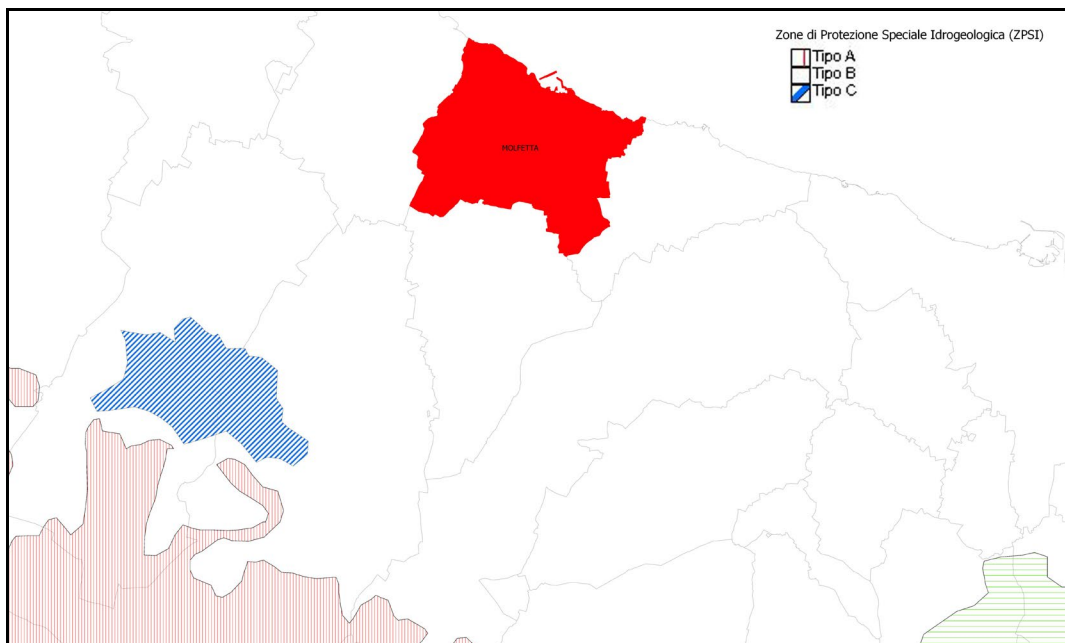 Zone di Protezione Speciale Idrogeologica (ZPSI)
Tipo A
Tipo B
Tipo C
MOLFETTA